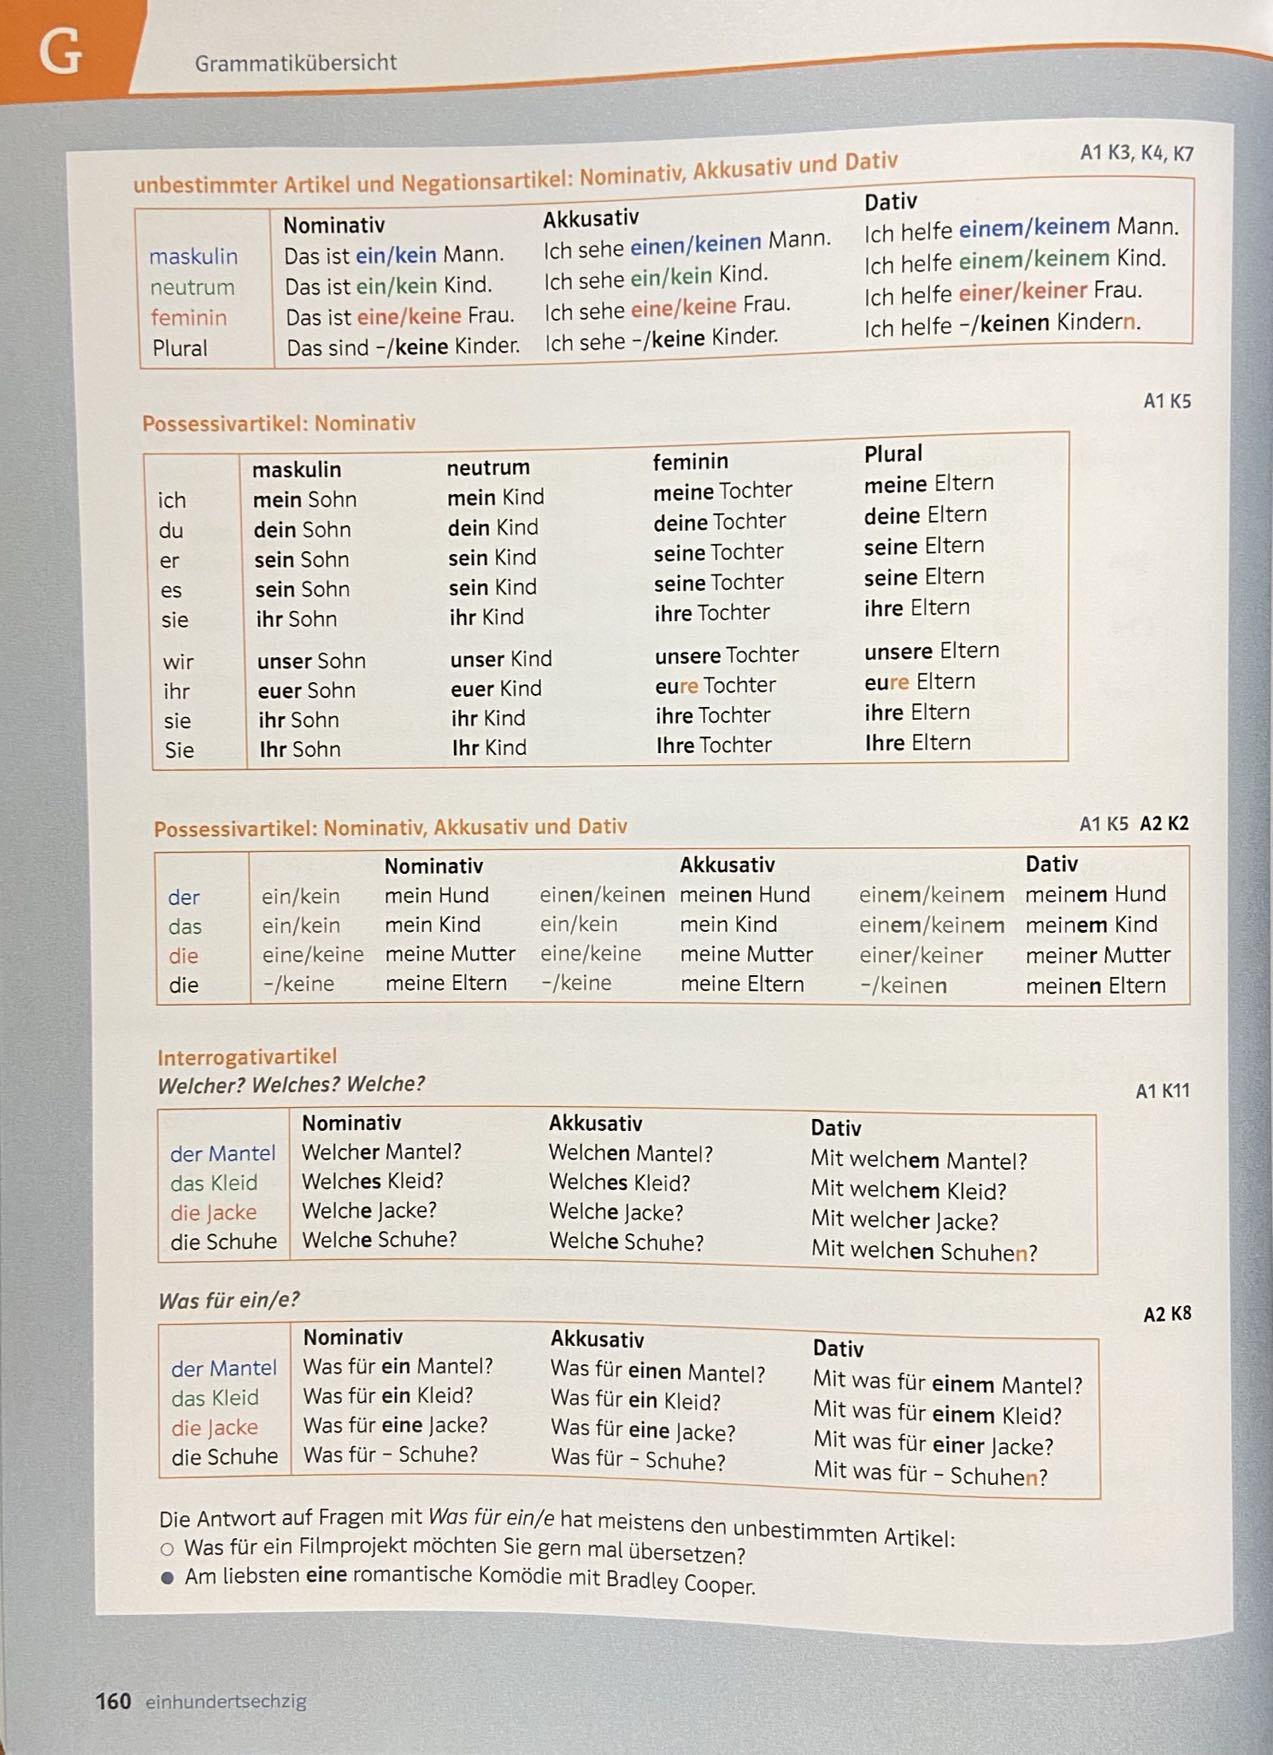 G
Grammatikübersicht
unbestimmter Artikel und Negationsartikel: Nominativ, Akkusativ und Dativ A1 K3, K4, K7
Nominativ Akkusativ Dativ
maskulin Das ist ein/kein Mann. Ich sehe einen/keinen Mann. Ich helfe einem/keinem Mann.
neutrum Das ist ein/kein Kind. Ich sehe ein/kein Kind. Ich helfe einem/keinem Kind.
feminin Das ist eine/keine Frau. Ich sehe eine/keine Frau. Ich helfe einer/keiner Frau.
Plural Das sind –/keine Kinder. Ich sehe –/keine Kinder. Ich helfe –/keinen Kindern.
Possessivartikel: Nominativ A1 K5
maskulin neutrum feminin Plural
ich mein Sohn mein Kind meine Tochter meine Eltern
du dein Sohn dein Kind deine Tochter deine Eltern
er sein Sohn sein Kind seine Tochter seine Eltern
es sein Sohn sein Kind seine Tochter seine Eltern
sie ihr Sohn ihr Kind ihre Tochter ihre Eltern
wir unser Sohn unser Kind unsere Tochter unsere Eltern
ihr euer Sohn euer Kind eure Tochter eure Eltern
sie ihr Sohn ihr Kind ihre Tochter ihre Eltern
Sie Ihr Sohn Ihr Kind Ihre Tochter Ihre Eltern
Possessivartikel: Nominativ, Akkusativ und Dativ A1 K5 A2 K2
Nominativ Akkusativ Dativ
der ein/kein mein Hund einen/keinen meinen Hund einem/keinem meinem Hund
das ein/kein mein Kind ein/kein mein Kind einem/keinem meinem Kind
die eine/keine meine Mutter eine/keine meine Mutter einer/keiner meiner Mutter
die –/keine meine Eltern –/keine meine Eltern –/keinen meinen Eltern
Interrogativartikel
Welcher? Welches? Welche? A1 K11
Nominativ Akkusativ Dativ
der Mantel Welcher Mantel? Welchen Mantel? Mit welchem Mantel?
das Kleid Welches Kleid? Welches Kleid? Mit welchem Kleid?
die Jacke Welche Jacke? Welche Jacke? Mit welcher Jacke?
die Schuhe Welche Schuhe? Welche Schuhe? Mit welchen Schuhen?
Was für ein/e? A2 K8
Nominativ Akkusativ Dativ
der Mantel Was für ein Mantel? Was für einen Mantel? Mit was für einem Mantel?
das Kleid Was für ein Kleid? Was für ein Kleid? Mit was für einem Kleid?
die Jacke Was für eine Jacke? Was für eine Jacke? Mit was für einer Jacke?
die Schuhe Was für – Schuhe? Was für – Schuhe? Mit was für – Schuhen?
Die Antwort auf Fragen mit Was für ein/e hat meistens den unbestimmten Artikel:
○ Was für ein Filmprojekt möchten Sie gern mal übersetzen?
● Am liebsten eine romantische Komödie mit Bradley Cooper.
160 einhundertsechzig